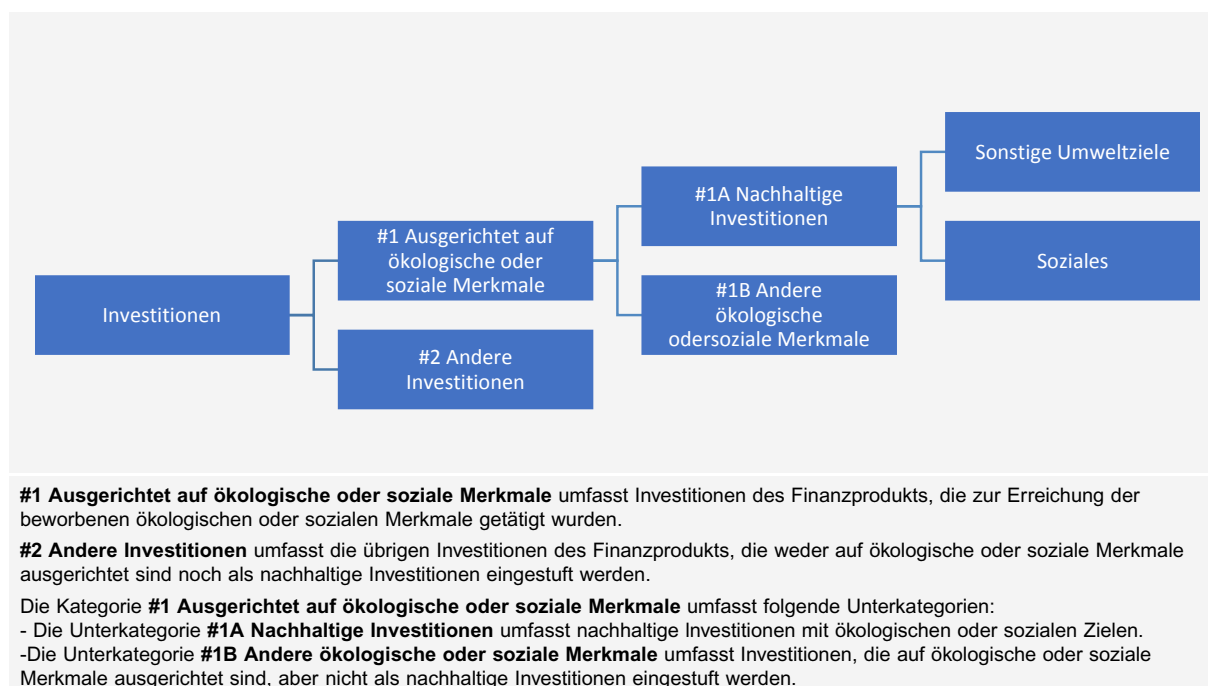 Investitionen
#1 Ausgerichtet auf
ökologische oder
soziale Merkmale
#2 Andere
Investitionen
#1A Nachhaltige
Investitionen
#1B Andere
ökologische
odersoziale Merkmale
Sonstige Umweltziele
Soziales
#1 Ausgerichtet auf ökologische oder soziale Merkmale umfasst Investitionen des Finanzprodukts, die zur Erreichung der
beworbenen ökologischen oder sozialen Merkmale getätigt wurden.
#2 Andere Investitionen umfasst die übrigen Investitionen des Finanzprodukts, die weder auf ökologische oder soziale Merkmale
ausgerichtet sind noch als nachhaltige Investitionen eingestuft werden.
Die Kategorie #1 Ausgerichtet auf ökologische oder soziale Merkmale umfasst folgende Unterkategorien:
- Die Unterkategorie #1A Nachhaltige Investitionen umfasst nachhaltige Investitionen mit ökologischen oder sozialen Zielen.
-Die Unterkategorie #1B Andere ökologische oder soziale Merkmale umfasst Investitionen, die auf ökologische oder soziale
Merkmale ausgerichtet sind, aber nicht als nachhaltige Investitionen eingestuft werden.